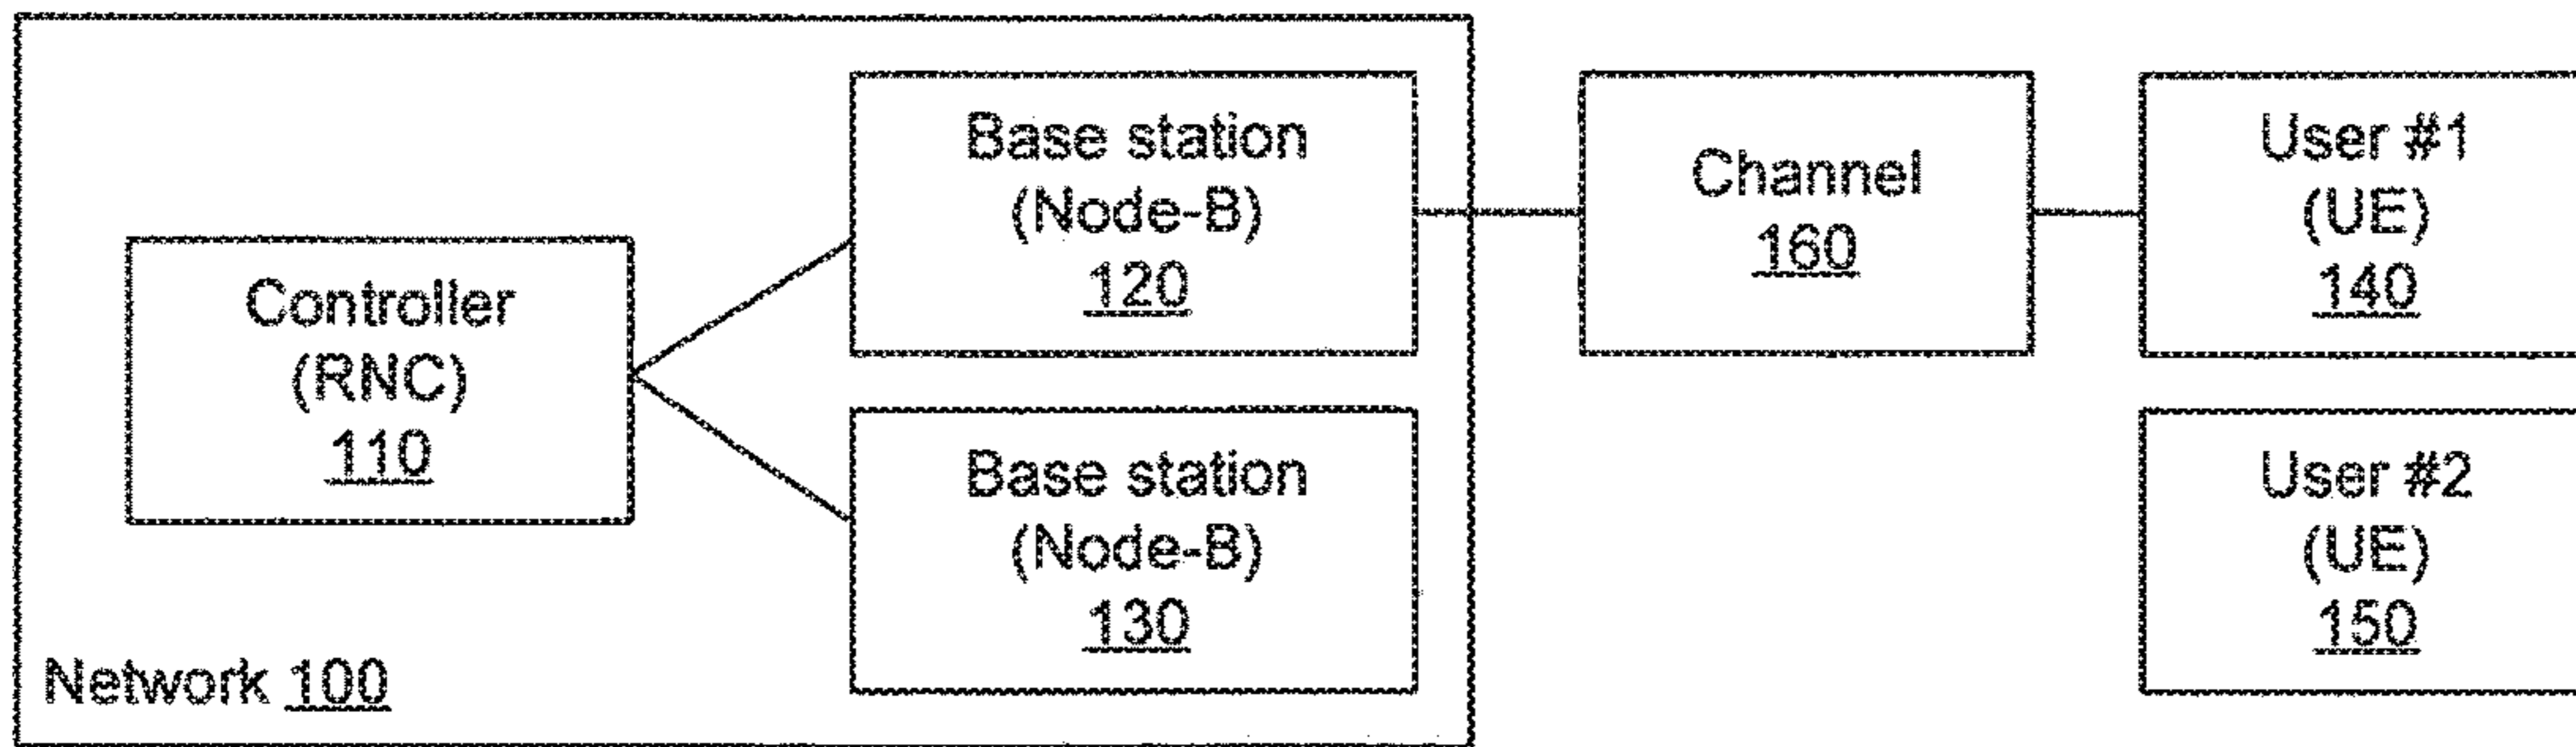 Controller
(RNC)
110
Base station
(Node-B)
120
Base station
(Node-B)
130
Network 100
Channel
160
User #1
(UE)
140
User #2
(UE)
150